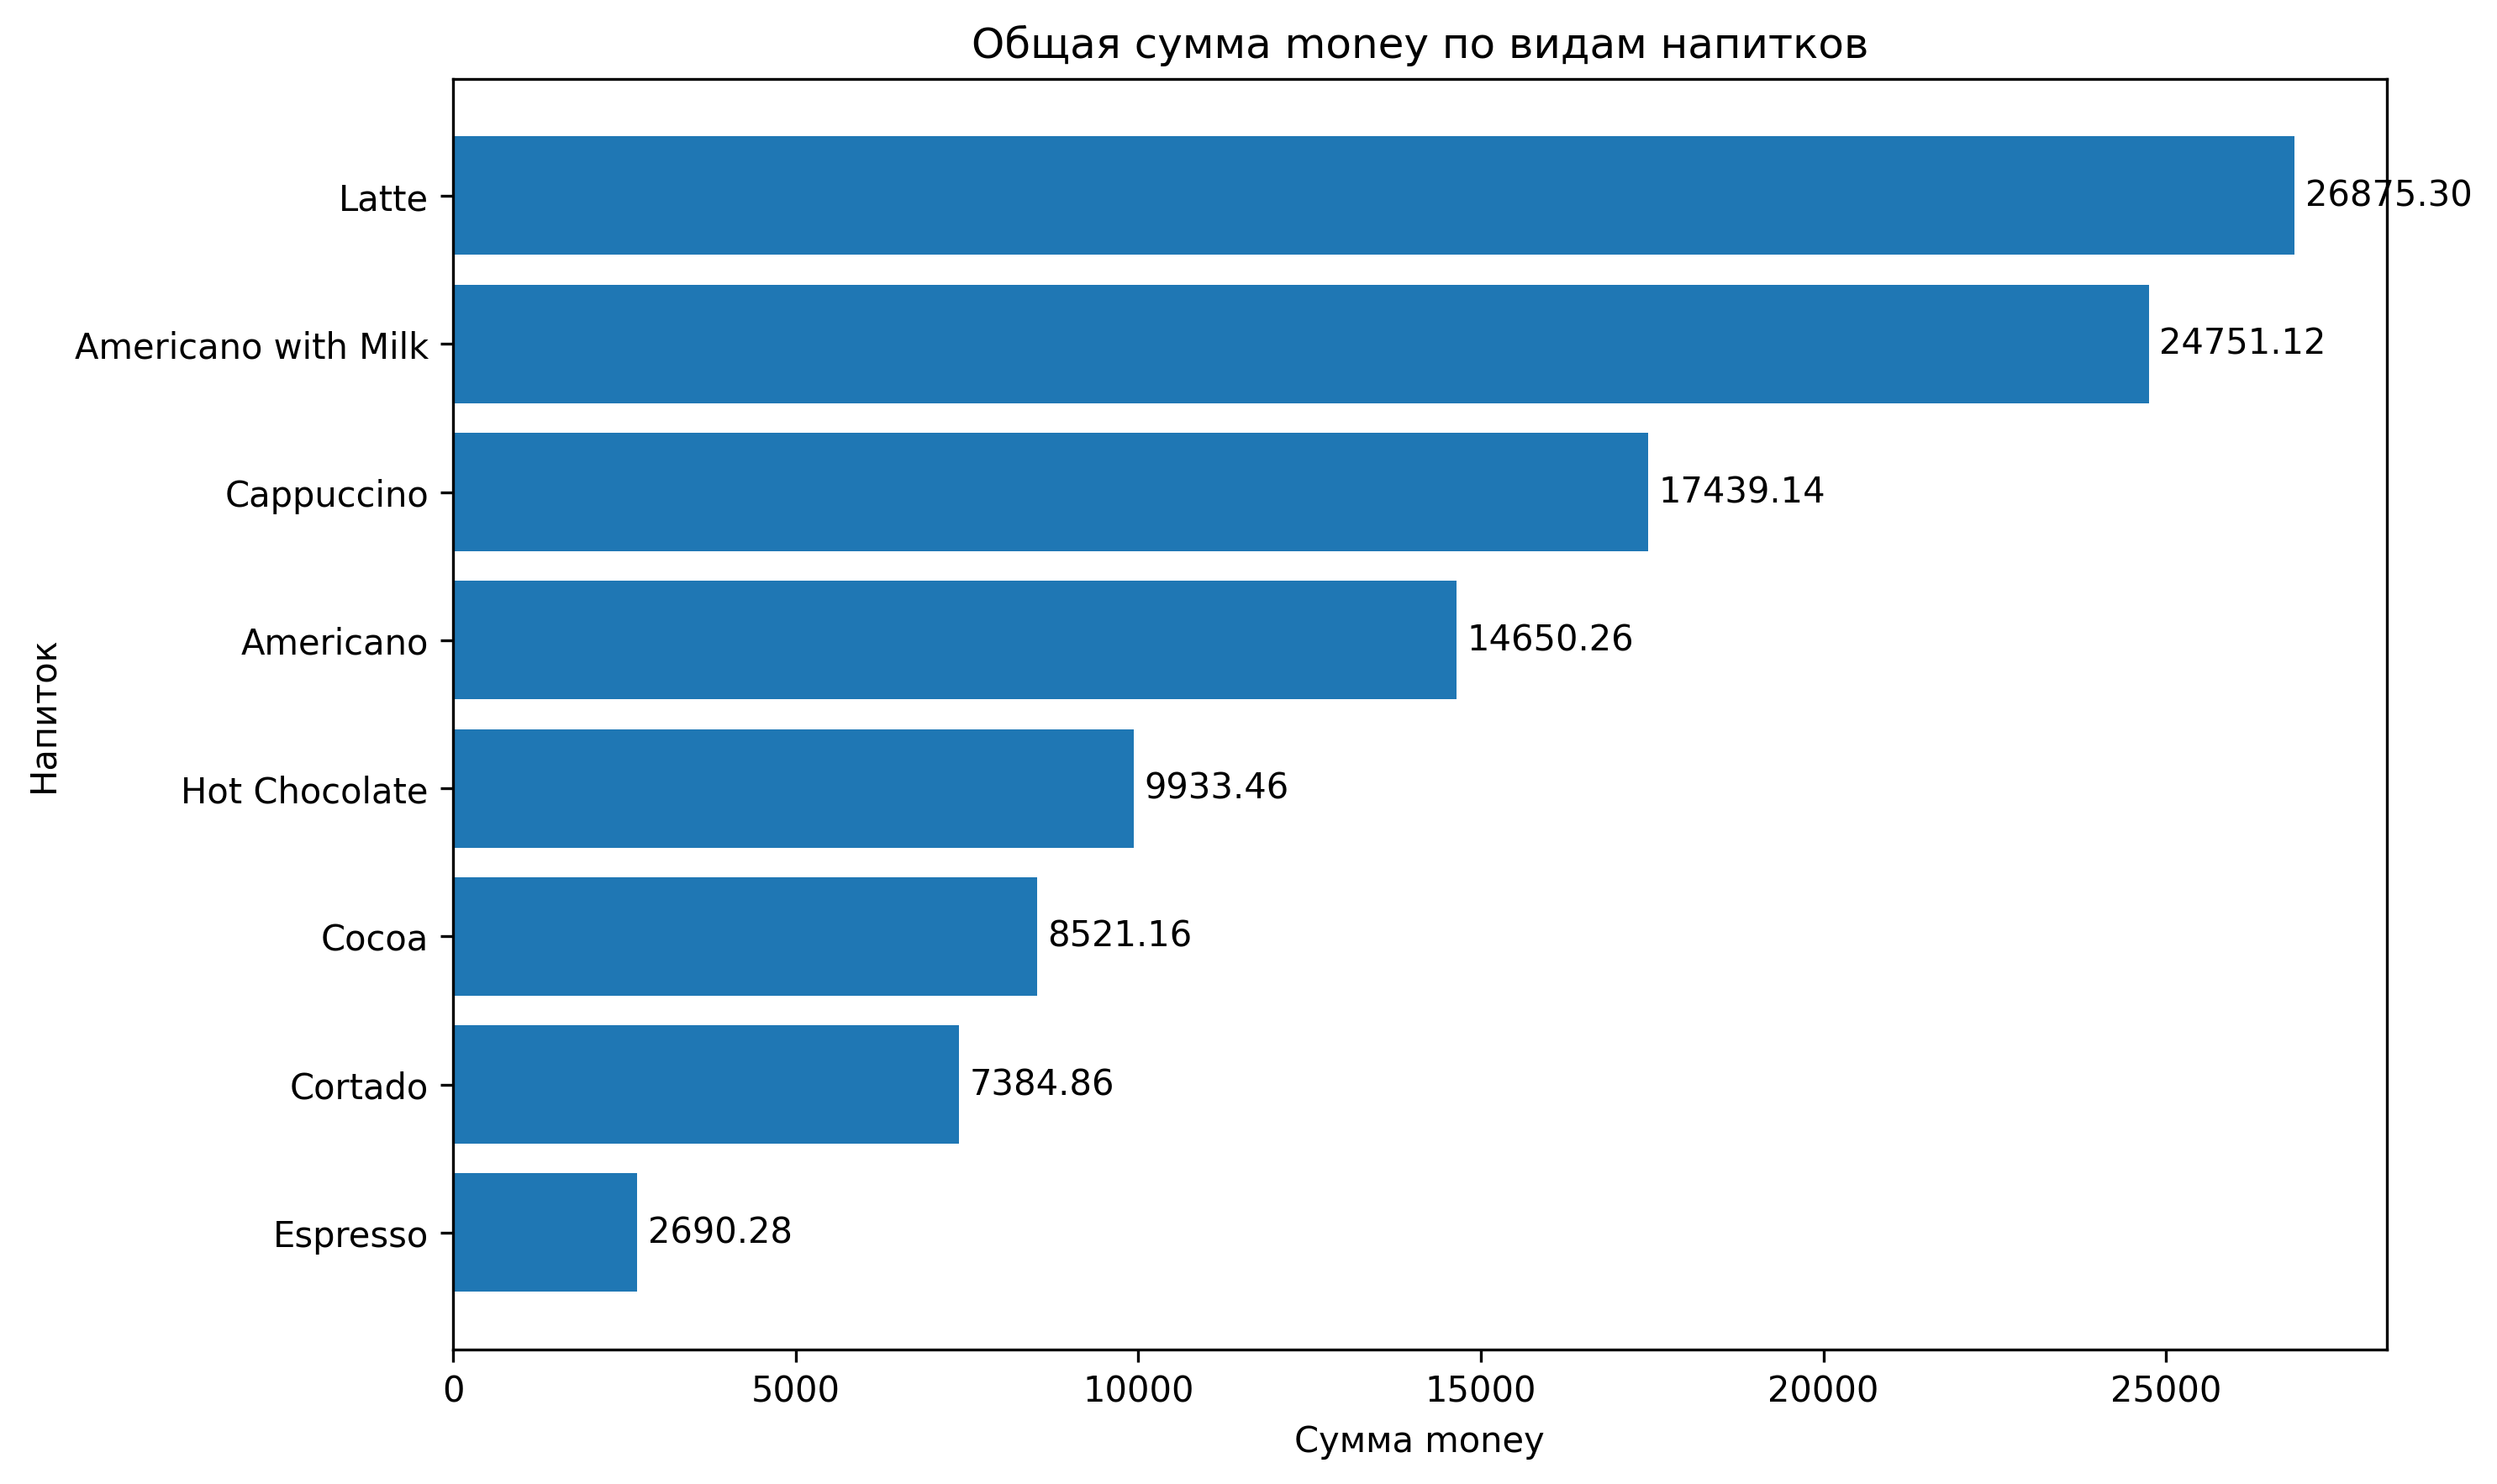 Общая сумма money по видам напитков
Напиток
Latte 26875.30
Americano with Milk 24751.12
Cappuccino 17439.14
Americano 14650.26
Hot Chocolate 9933.46
Cocoa 8521.16
Cortado 7384.86
Espresso 2690.28
0 5000 10000 15000 20000 25000
Сумма money